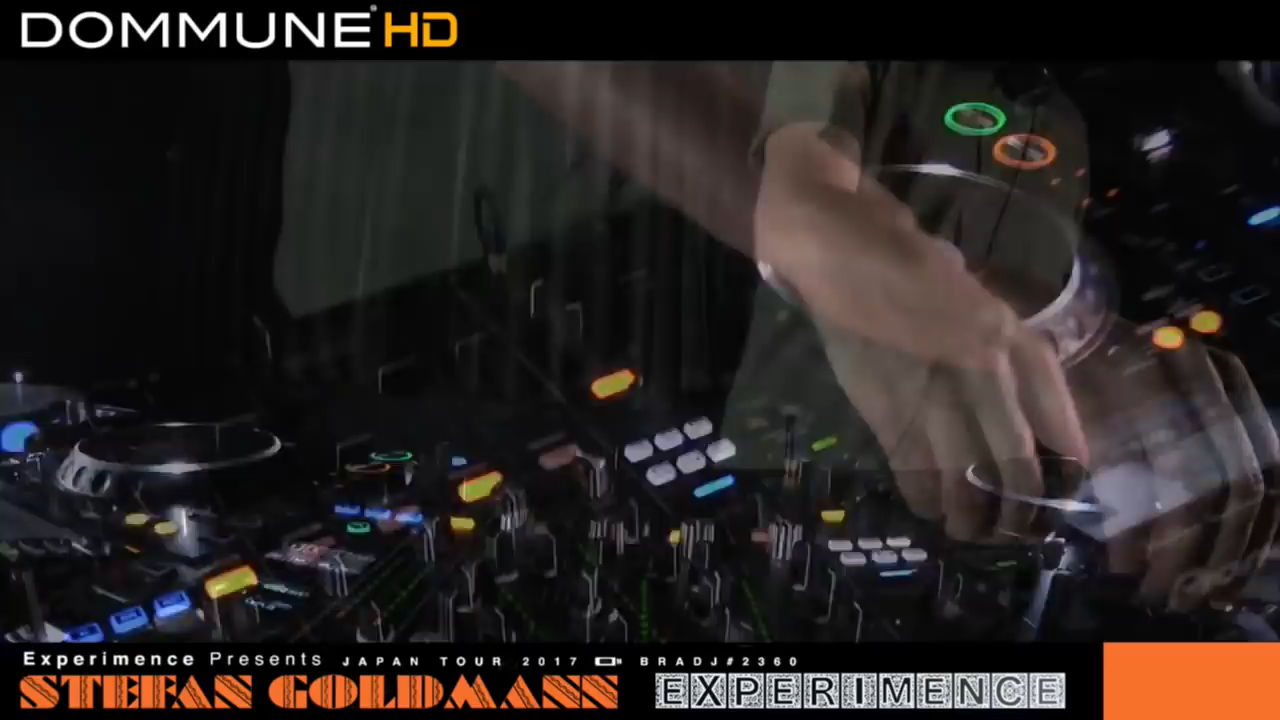 DOMMUNE HD
Experimence Presents JAPAN TOUR 2017 BRADJ#2360
STEFAN GOLDMANN EXPERIMENCE